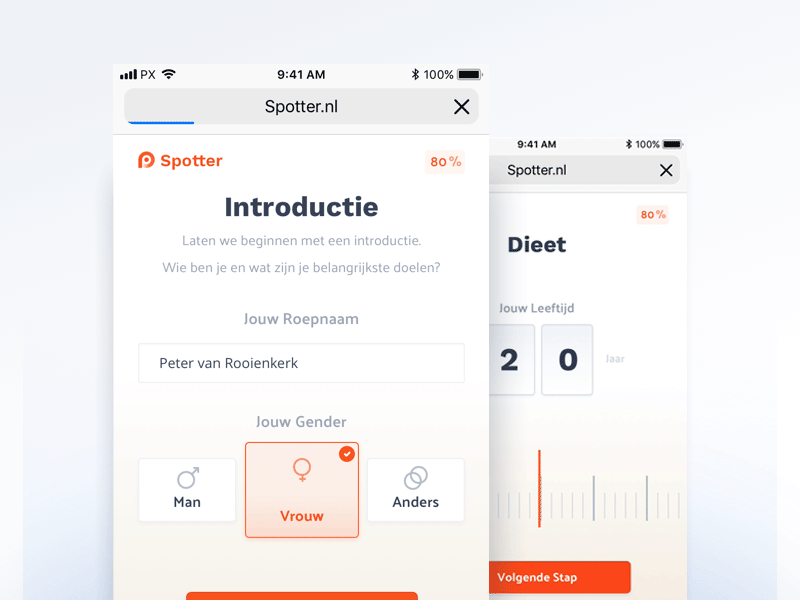 PX
9:41 AM
100%
Spotter.nl
Spotter
80 %
Introductie
Laten we beginnen met een introductie.
Wie ben je en wat zijn je belangrijkste doelen?
Jouw Roepnaam
Peter van Rooienkerk
Jouw Gender
Man
Vrouw
Anders
9:41 AM
100%
Spotter.nl
80 %
Dieet
Jouw Leeftijd
2 0 Jaar
Volgende Stap